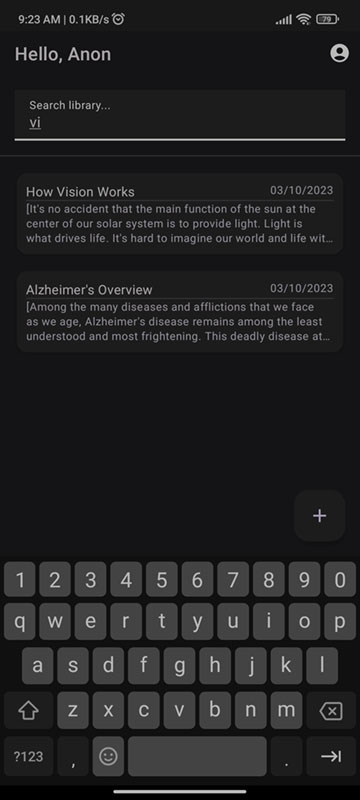 9:23 AM | 0.1KB/s 79
Hello, Anon
Search library...
vi
How Vision Works 03/10/2023
[It's no accident that the main function of the sun at the
center of our solar system is to provide light. Light is
what drives life. It's hard to imagine our world and life wit...
Alzheimer's Overview 03/10/2023
[Among the many diseases and afflictions that we face
as we age, Alzheimer's disease remains among the least
understood and most frightening. This deadly disease at...
+
1 2 3 4 5 6 7 8 9 0
q w e r t y u i o p
a s d f g h j k l
z x c v b n m
?123 , .